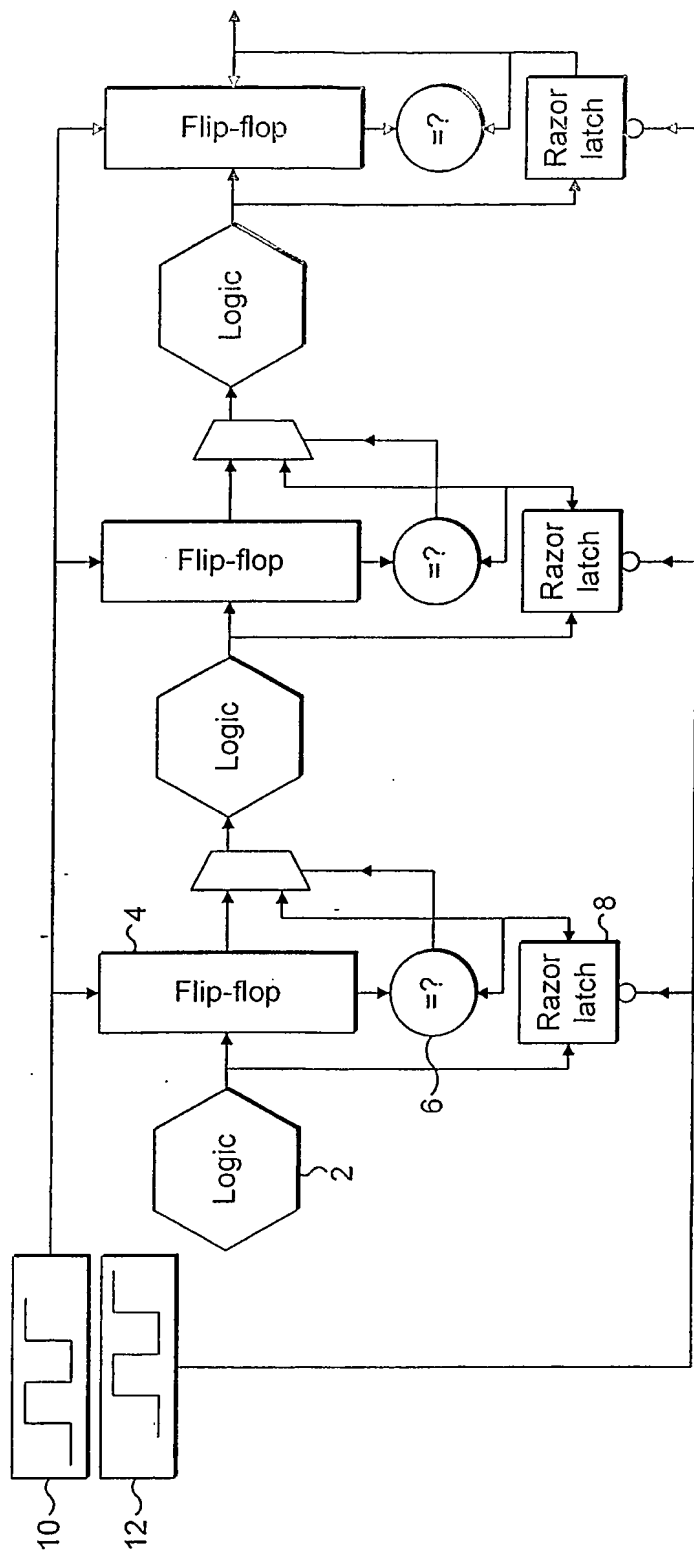 10
12
Logic
2
Flip-flop
4
=?
6
Razor
latch
8
Logic
Flip-flop
=?
Razor
latch
Logic
Flip-flop
=?
Razor
latch